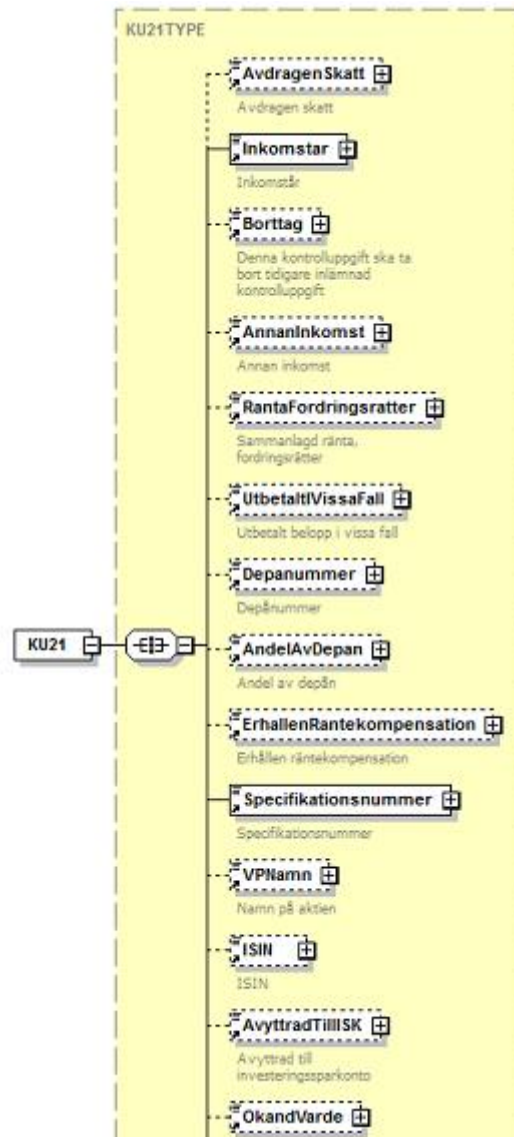 KU21TYPE
AvdragenSkatt
Avdragen skatt
Inkomstar
Inkomstår
Borttag
Denna kontrolluppgift ska ta
bort tidigare inlämnad
kontrolluppgift
AnnanInkomst
Annan inkomst
RantaFordringsratter
Sammanlagd ränta,
fordringsrätter
UtbetaltIVissaFall
Utbetalt belopp i vissa fall
Depanummer
Depånummer
KU21
AndelAvDepan
Andel av depån
ErhallenRantekompensation
Erhållen räntekompensation
Specifikationsnummer
Specifikationsnummer
VPNamn
Namn på aktien
ISIN
ISIN
AvyttradTillISK
Avyttrad till
investeringssparkonto
OkandVarde